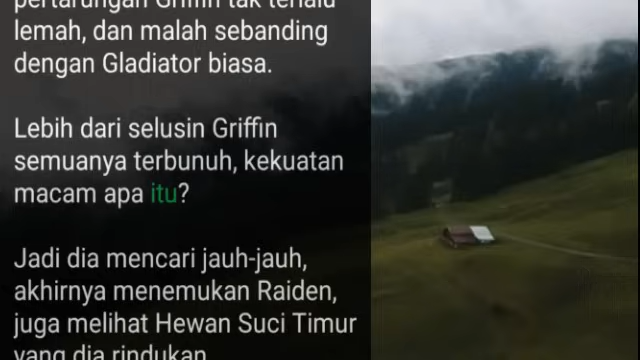 pertarungan Griffin tak terlalu
lemah, dan malah sebanding
dengan Gladiator biasa.
Lebih dari selusin Griffin
semuanya terbunuh, kekuatan
macam apa itu?
Jadi dia mencari jauh-jauh,
akhirnya menemukan Raiden,
juga melihat Hewan Suci Timur
yang dia rindukan.